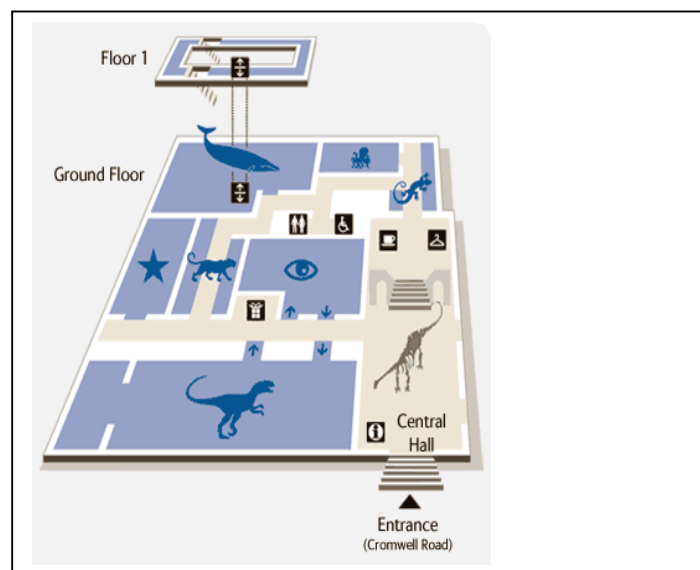 Floor 1
Ground Floor
Central
Hall
Entrance
(Cromwell Road)